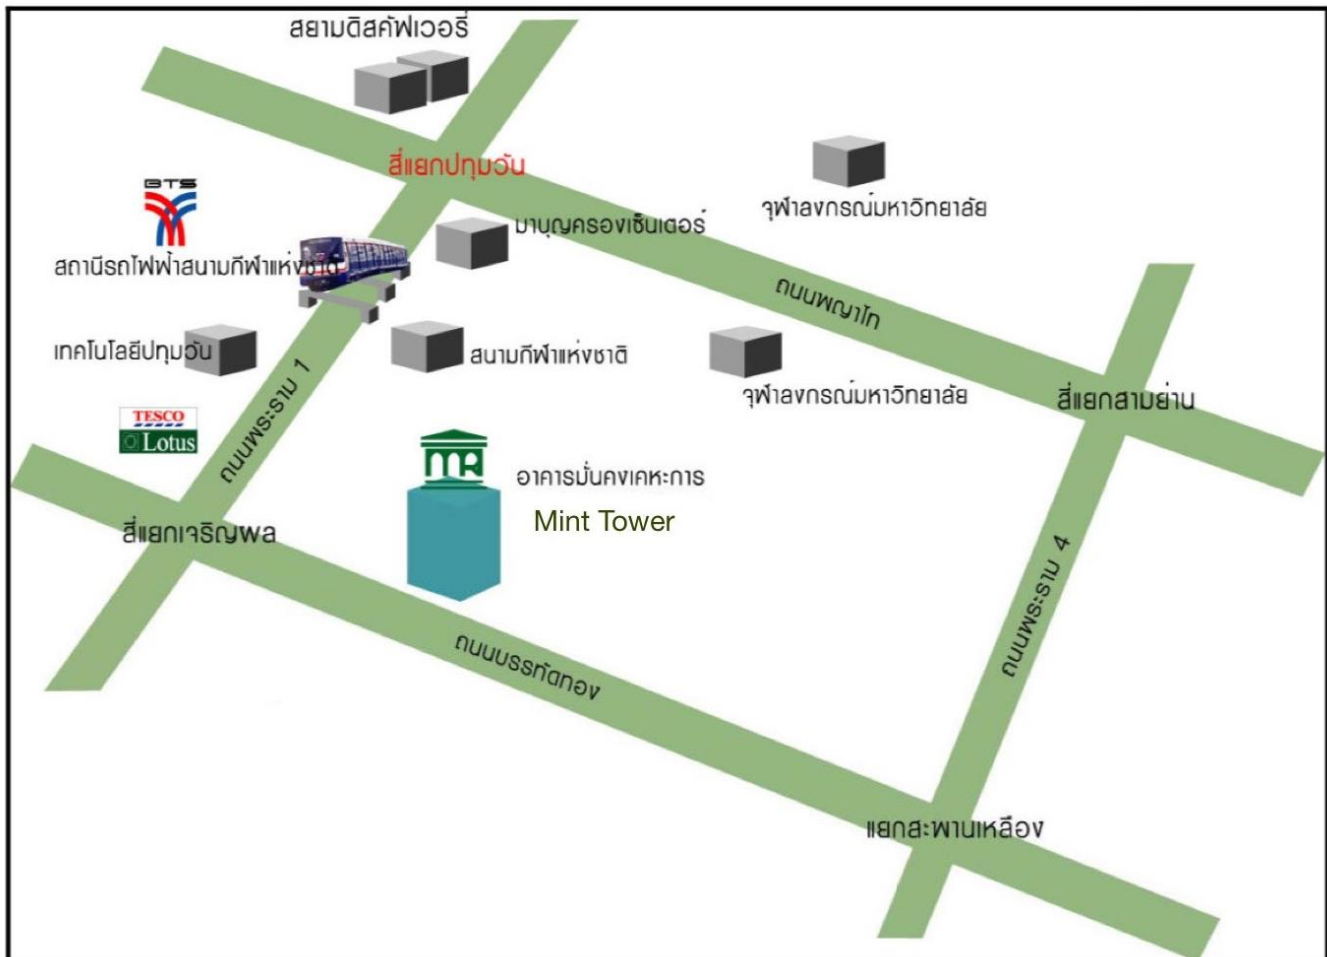 สยามดิสคัฟเวอรี่
สี่แยกปทุมวัน
BTS
จุฬาลงกรณ์มหาวิทยาลัย
มาบุญครองเซ็นเตอร์
สถานีรถไฟฟ้าสนามกีฬาแห่งชาติ
ถนนพญาไท
เทคโนโลยีปทุมวัน
สนามกีฬาแห่งชาติ
จุฬาลงกรณ์มหาวิทยาลัย
สี่แยกสามย่าน
ถนนพระราม 1
TESCO
Lotus
อาคารมั่นคงเคหะการ
Mint Tower
สี่แยกเจริญผล
ถนนพระราม 4
ถนนบรรทัดทอง
แยกสะพานเหลือง